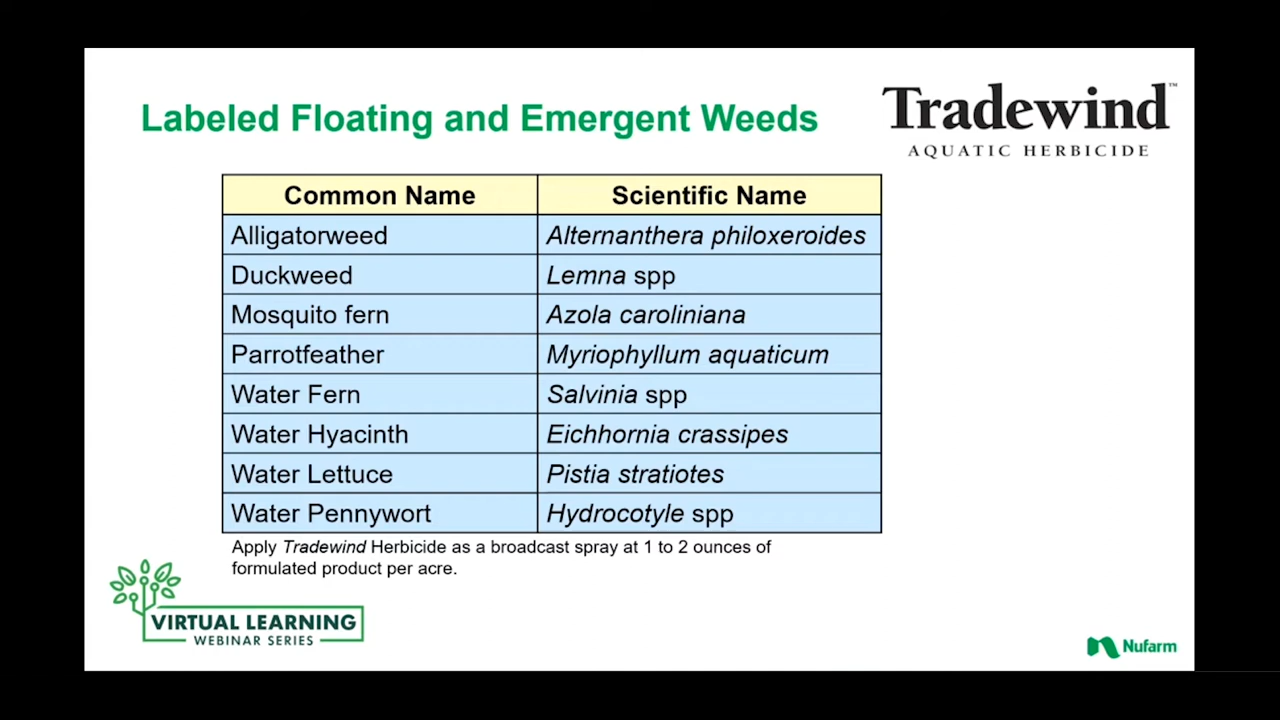 Labeled Floating and Emergent Weeds
Tradewind™
AQUATIC HERBICIDE
Common Name Scientific Name
Alligatorweed Alternanthera philoxeroides
Duckweed Lemna spp
Mosquito fern Azola caroliniana
Parrotfeather Myriophyllum aquaticum
Water Fern Salvinia spp
Water Hyacinth Eichhornia crassipes
Water Lettuce Pistia stratiotes
Water Pennywort Hydrocotyle spp
Apply Tradewind Herbicide as a broadcast spray at 1 to 2 ounces of
formulated product per acre.
VIRTUAL LEARNING
WEBINAR SERIES
Nufarm